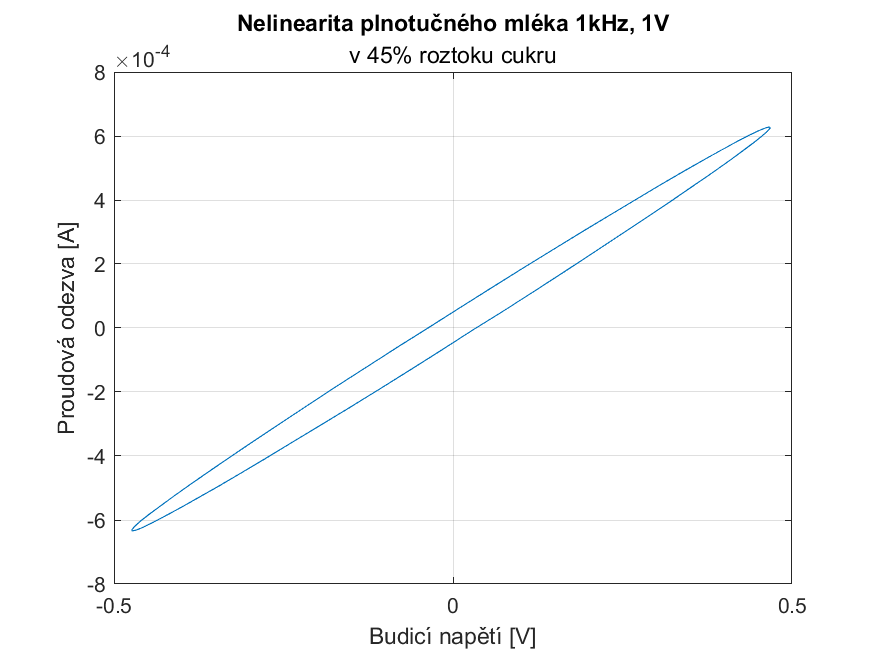 Nelinearita plnotučného mléka 1kHz, 1V
v 45% roztoku cukru
×10-4
8
6
4
2
0
-2
-4
-6
-8
Proudová odezva [A]
-0.5 0 0.5
Budicí napětí [V]